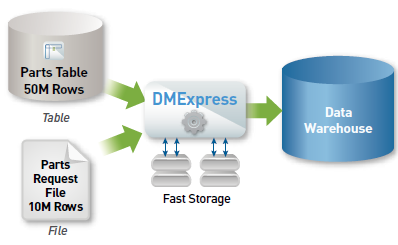 Parts Table
50M Rows
Table
Parts
Request
File
10M Rows
File
DMExpress
Fast Storage
Data
Warehouse